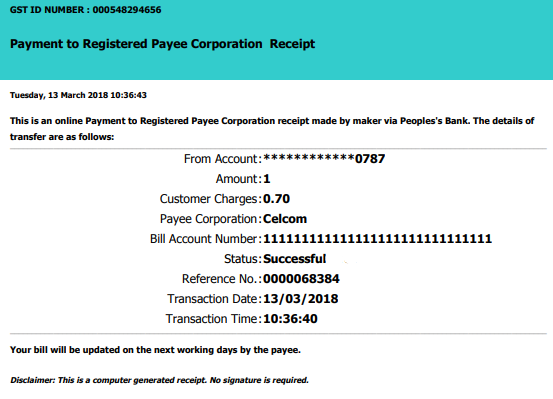 GST ID NUMBER : 000548294656
Payment to Registered Payee Corporation Receipt
Tuesday, 13 March 2018 10:36:43
This is an online Payment to Registered Payee Corporation receipt made by maker via Peoples's Bank. The details of
transfer are as follows:
From Account:************0787
Amount:1
Customer Charges:0.70
Payee Corporation:Celcom
Bill Account Number:111111111111111111111111111111
Status:Successful
Reference No.:0000068384
Transaction Date:13/03/2018
Transaction Time:10:36:40
Your bill will be updated on the next working days by the payee.
Disclaimer: This is a computer generated receipt. No signature is required.